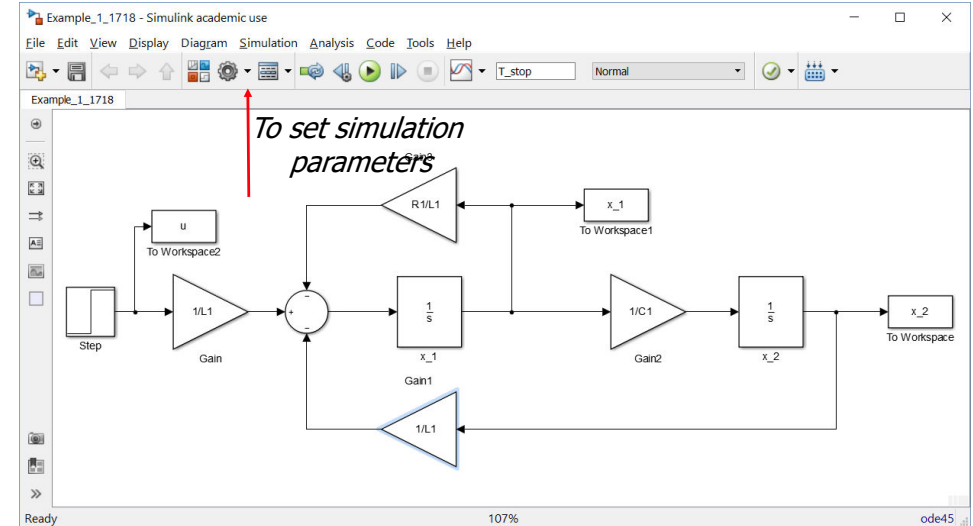 Example_1_1718 - Simulink academic use
File Edit View Display Diagram Simulation Analysis Code Tools Help
T_stop Normal
Example_1_1718
To set simulation
parameters
Gain3
R1/L1
x_1
To Workspace1
u
To Workspace2
Step
1/L1
Gain
+
−
−
1
s
x_1
1/C1
Gain2
1
s
x_2
x_2
To Workspace
Gain1
1/L1
Ready 107% ode45